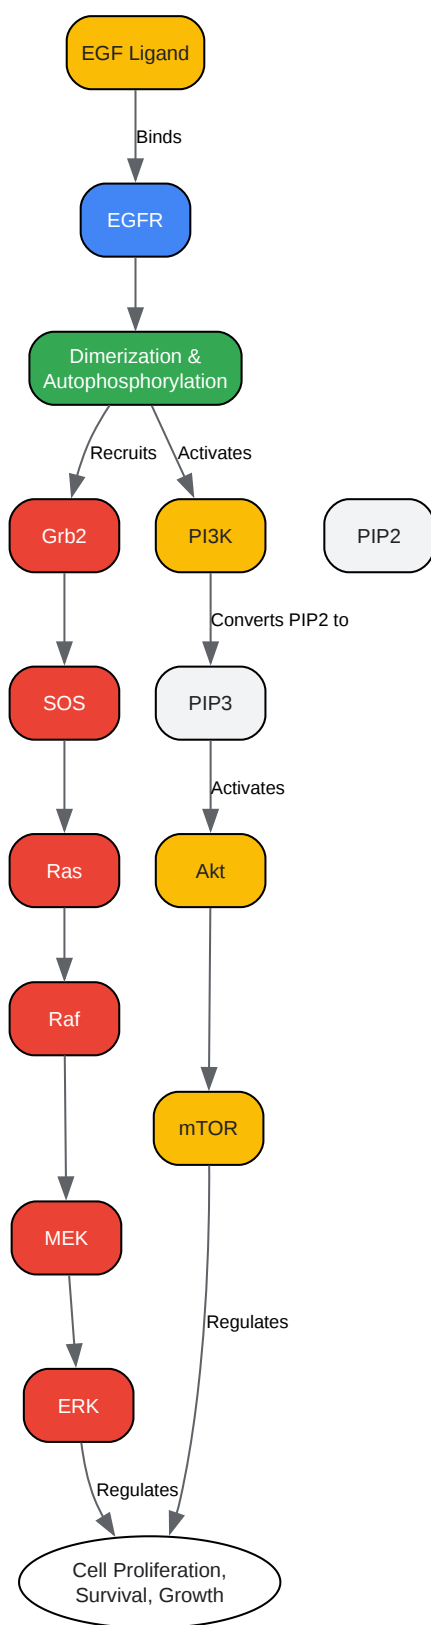 EGF Ligand
Binds
EGFR
Dimerization &
Autophosphorylation
Recruits
Activates
Grb2
PI3K
PIP2
Converts PIP2 to
SOS
PIP3
Activates
Ras
Akt
Raf
mTOR
MEK
Regulates
ERK
Regulates
Cell Proliferation,
Survival, Growth